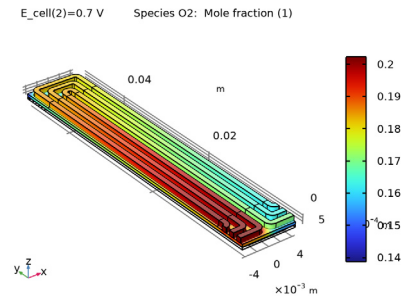 E_cell(2)=0.7 V Species O2: Mole fraction (1)
0.04
m
0.02
0
5
4
0
-4
×10⁻³ m
0.2
0.19
0.18
0.17
0.16
0.15
0.14
z
y
x